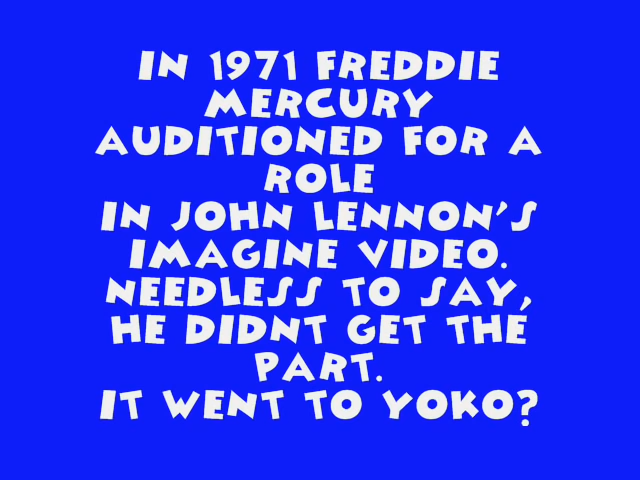 IN 1971 FREDDIE
MERCURY
AUDITIONED FOR A
ROLE
IN JOHN LENNON'S
IMAGINE VIDEO.
NEEDLESS TO SAY,
HE DIDNT GET THE
PART.
IT WENT TO YOKO?